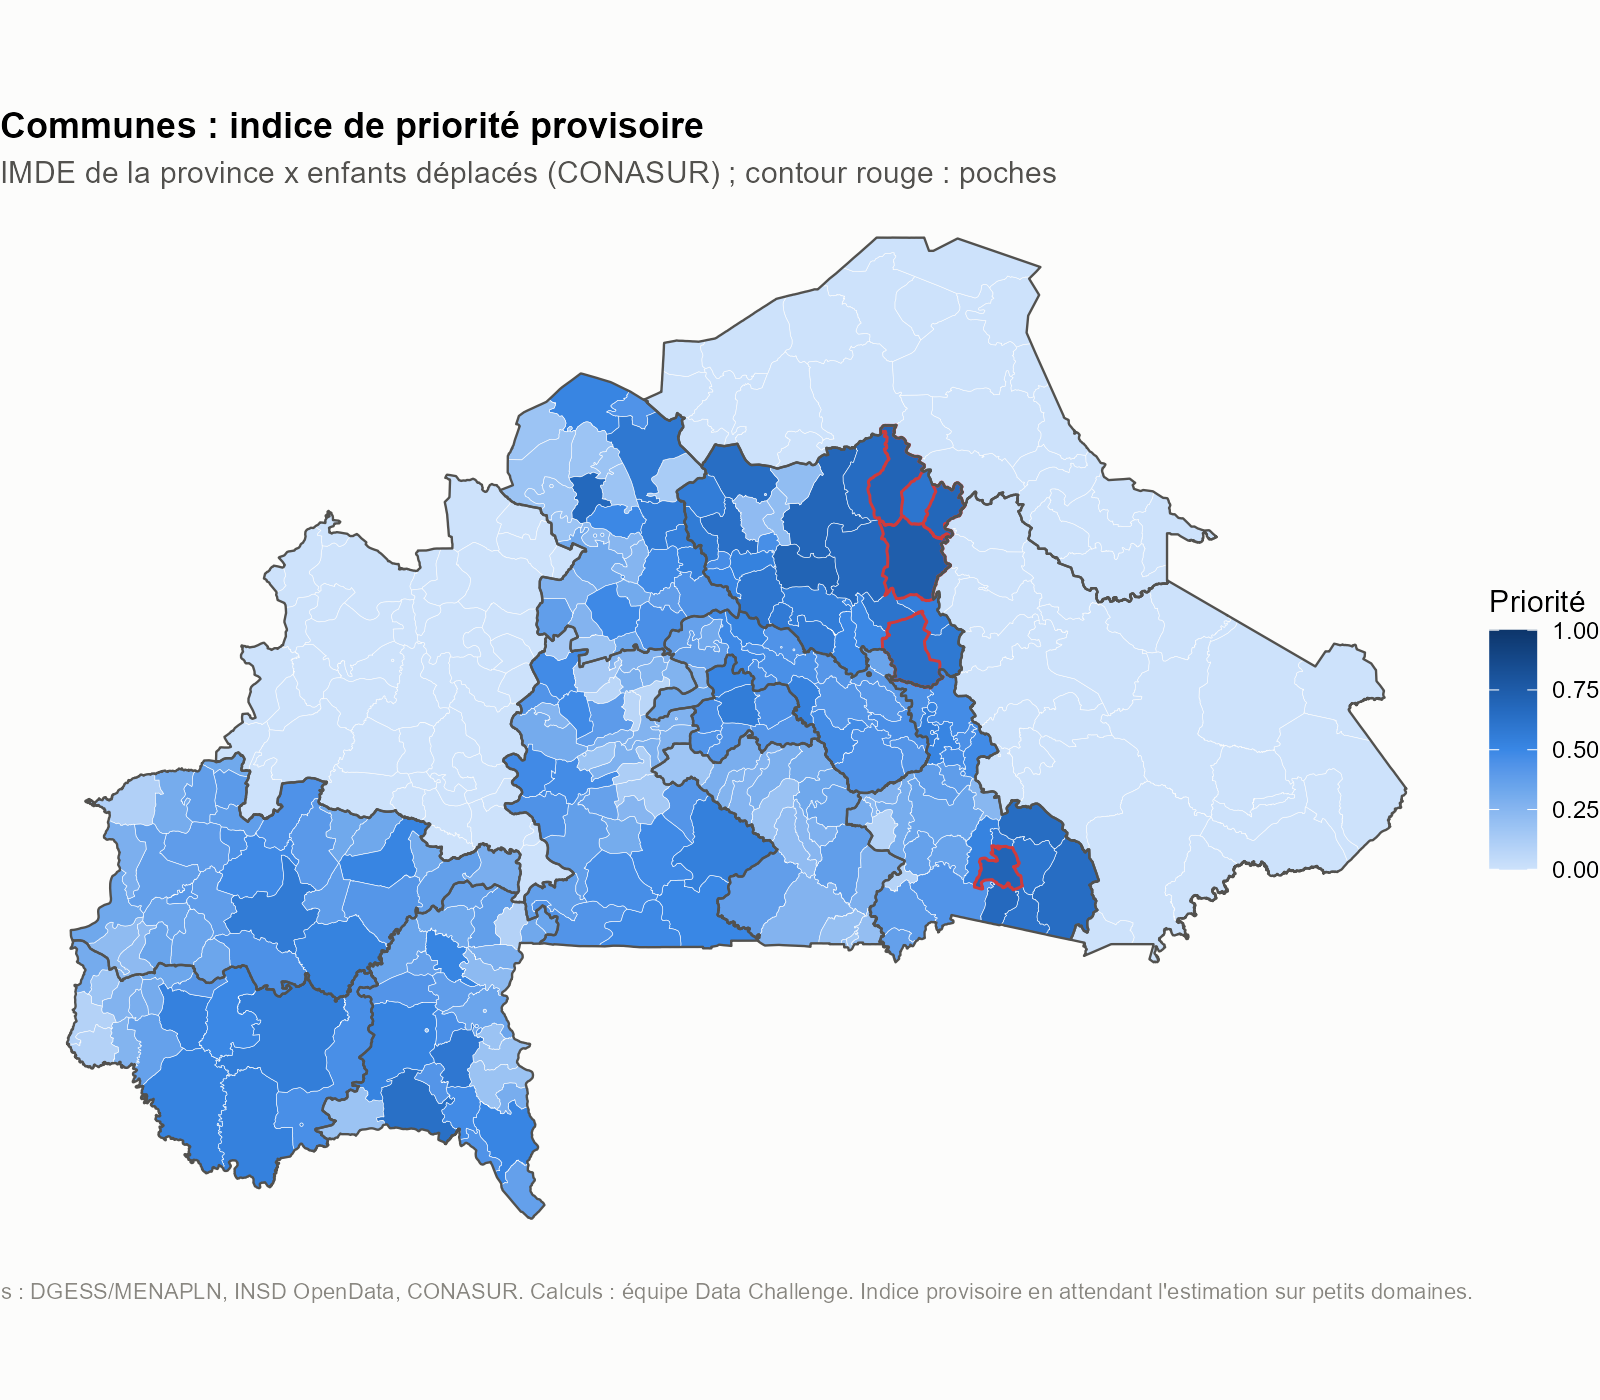 Communes : indice de priorité provisoire
IMDE de la province x enfants déplacés (CONASUR) ; contour rouge : poches
Priorité
1.00
0.75
0.50
0.25
0.00
s : DGESS/MENAPLN, INSD OpenData, CONASUR. Calculs : équipe Data Challenge. Indice provisoire en attendant l'estimation sur petits domaines.